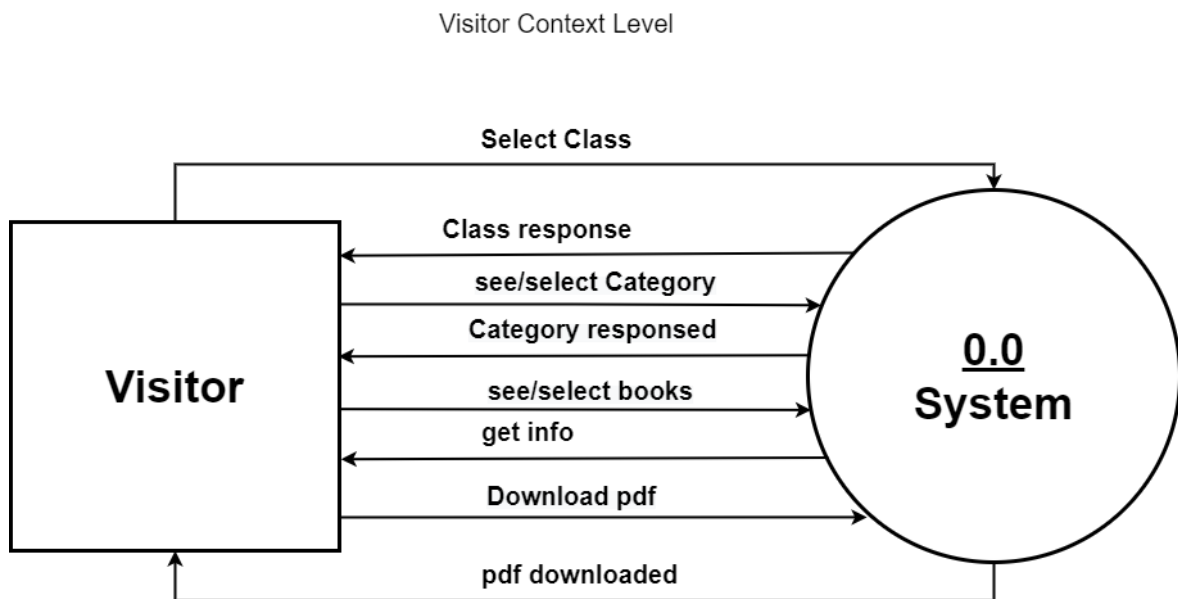 Visitor Context Level
Select Class
Class response
see/select Category
Category responsed
see/select books
get info
Download pdf
pdf downloaded
Visitor
0.0
System